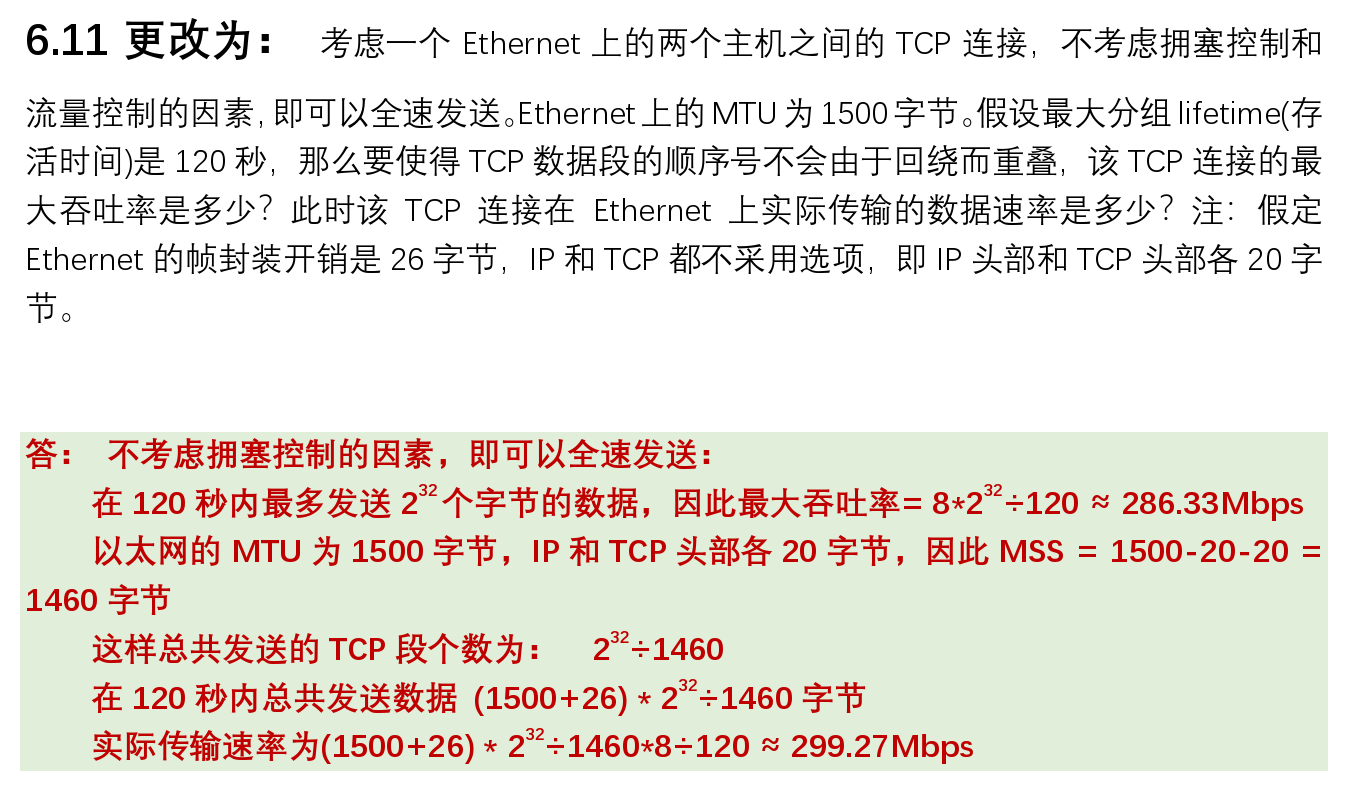 6.11 更改为： 考虑一个 Ethernet 上的两个主机之间的 TCP 连接，不考虑拥塞控制和
流量控制的因素，即可以全速发送。Ethernet 上的 MTU 为 1500 字节。假设最大分组 lifetime(存
活时间)是 120 秒，那么要使得 TCP 数据段的顺序号不会由于回绕而重叠，该 TCP 连接的最
大吞吐率是多少？此时该 TCP 连接在 Ethernet 上实际传输的数据速率是多少？注：假定
Ethernet 的帧封装开销是 26 字节，IP 和 TCP 都不采用选项，即 IP 头部和 TCP 头部各 20 字
节。
答： 不考虑拥塞控制的因素，即可以全速发送：
在 120 秒内最多发送 2^32 个字节的数据，因此最大吞吐率= 8*2^32÷120 ≈ 286.33Mbps
以太网的 MTU 为 1500 字节，IP 和 TCP 头部各 20 字节，因此 MSS = 1500-20-20 =
1460 字节
这样总共发送的 TCP 段个数为： 2^32÷1460
在 120 秒内总共发送数据 (1500+26) * 2^32÷1460 字节
实际传输速率为(1500+26) * 2^32÷1460*8÷120 ≈ 299.27Mbps